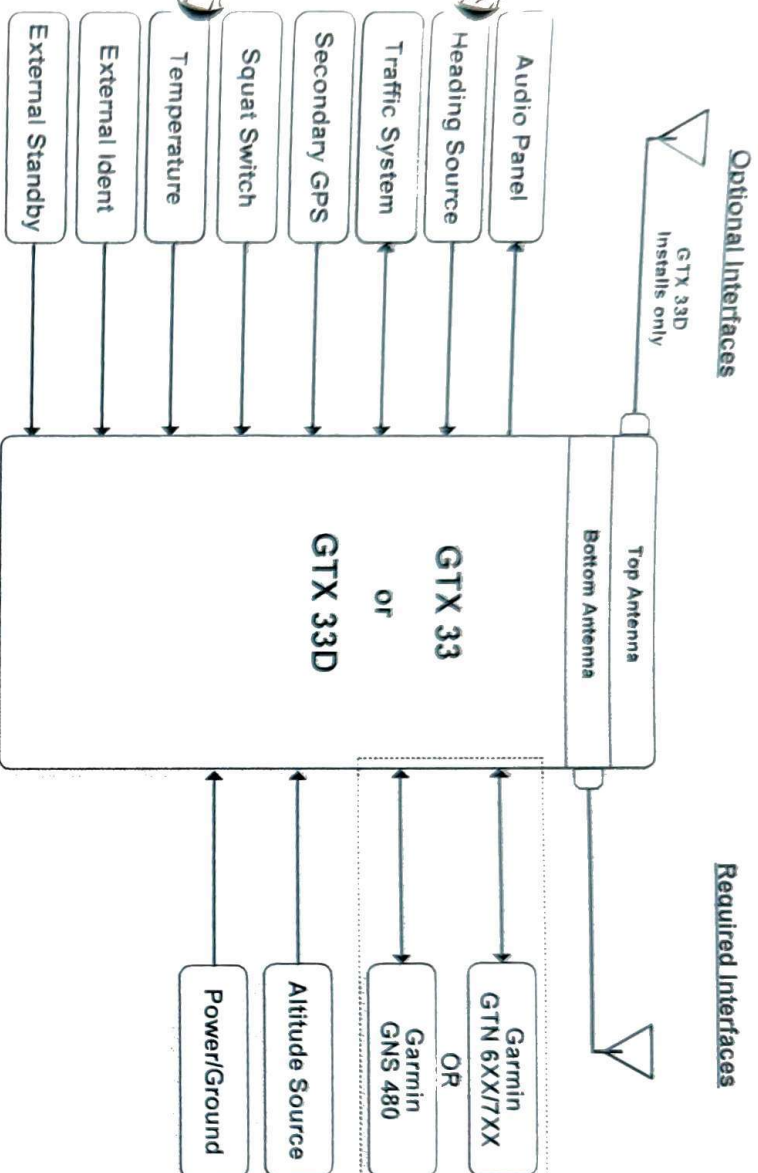 Optional Interfaces
Required Interfaces
GTX 33D
Installs only
Top Antenna
Bottom Antenna
Audio Panel
Heading Source
Traffic System
Secondary GPS
Squat Switch
Temperature
External Ident
External Standby
GTX 33
or
GTX 33D
Garmin
GTN 6XX/7XX
OR
Garmin
GNS 480
Altitude Source
Power/Ground